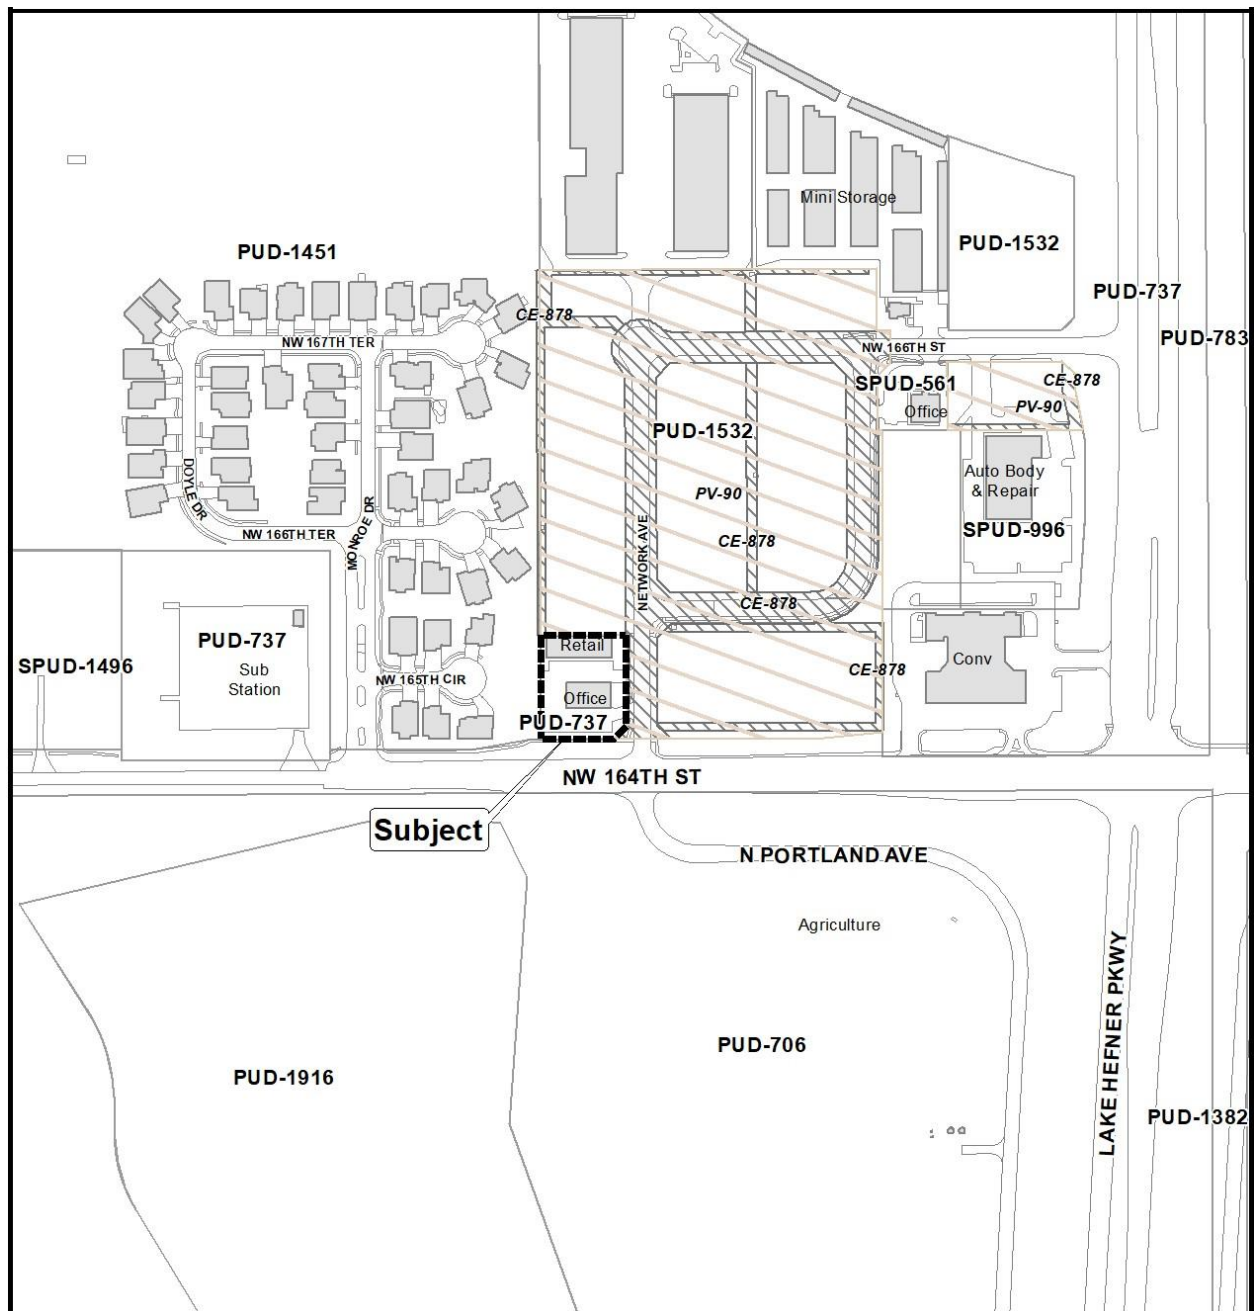 Mini Storage
PUD-1532
PUD-1451
PUD-737
PUD-783
CE-878
NW 167TH TER
NW 166TH ST
SPUD-561
CE-878
Office
PV-90
PUD-1532
Auto Body
& Repair
DOYLE DR
PV-90
MONROE DR
NW 166TH TER
SPUD-996
CE-878
NETWORK AVE
CE-878
PUD-737
Retail
SPUD-1496
Sub
Station
NW 165TH CIR
Conv
CE-878
Office
PUD-737
NW 164TH ST
Subject
N PORTLAND AVE
Agriculture
LAKE HEFNER PKWY
PUD-706
PUD-1916
PUD-1382